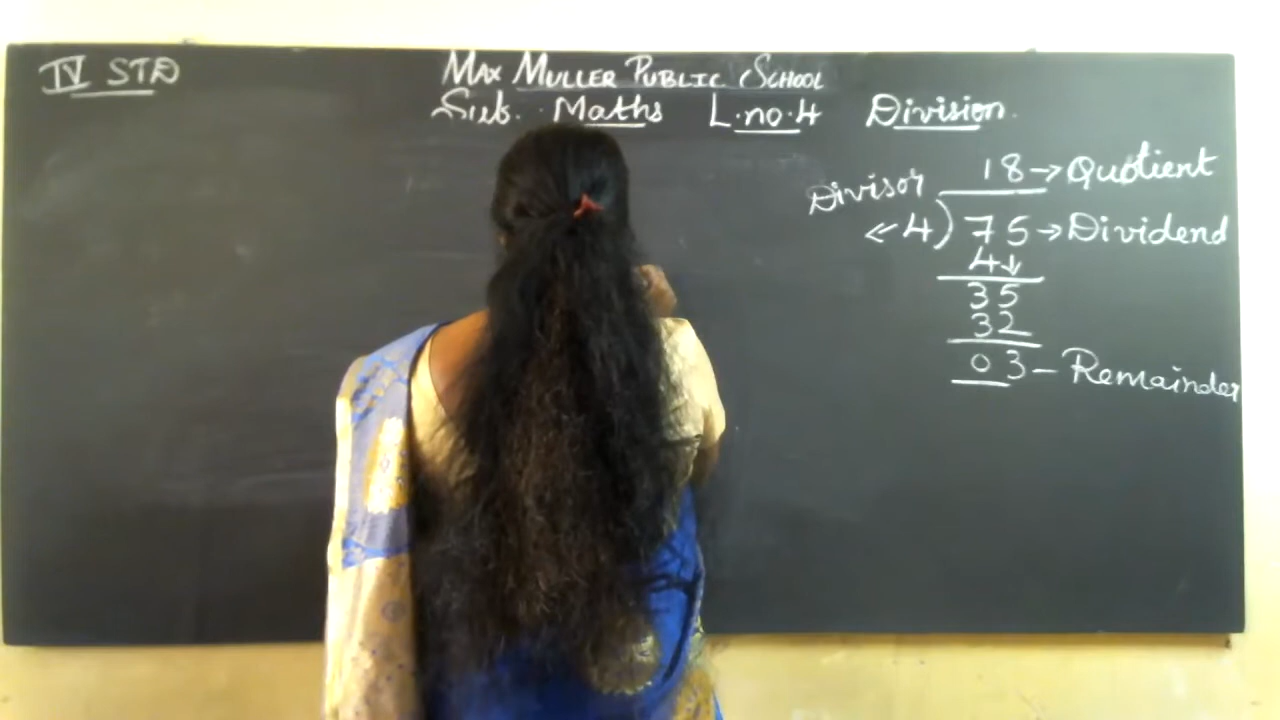 IV STD
MAX MULLER PUBLIC SCHOOL
Sub. Maths L.no.4 Division.
18 → Quotient
Divisor
← 4) 75 → Dividend
4↓
35
32
03 - Remainder